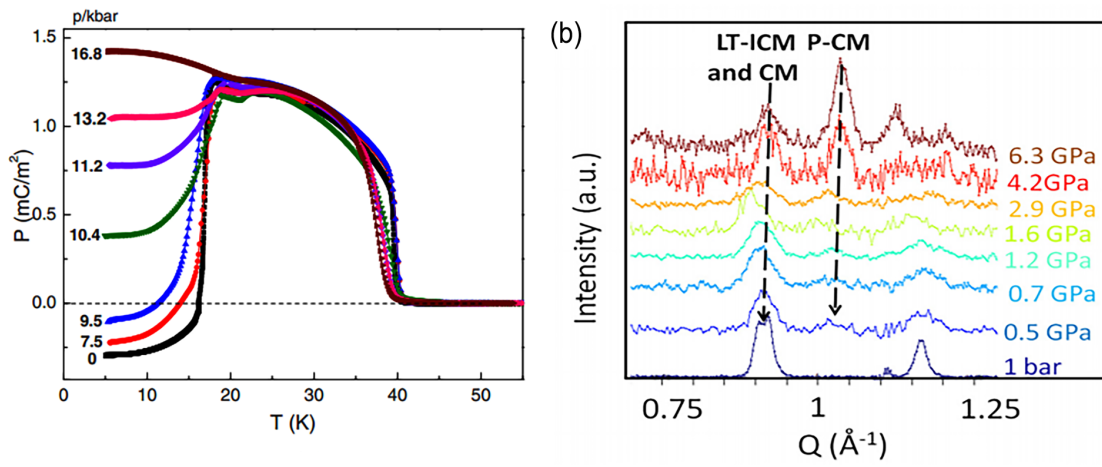 p/kbar
1.5
1.0
0.5
0.0
16.8
13.2
11.2
10.4
9.5
7.5
0
P (mC/m²)
0 10 20 30 40 50
T (K)
(b)
LT-ICM P-CM
and CM
6.3 GPa
4.2GPa
2.9 GPa
1.6 GPa
1.2 GPa
0.7 GPa
0.5 GPa
1 bar
Intensity (a.u.)
0.75 1 1.25
Q (Å⁻¹)